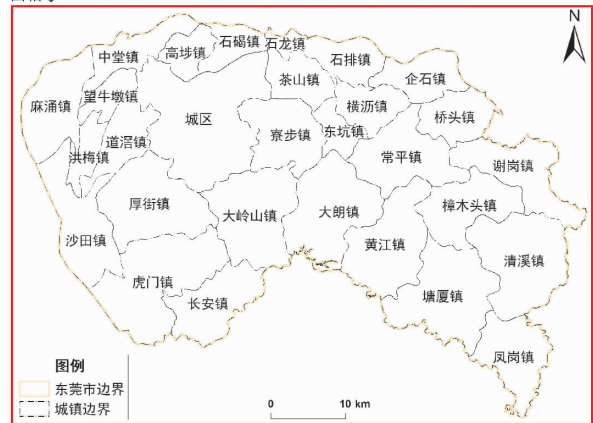 N
中堂镇
高埗镇
石碣镇
石龙镇
石排镇
企石镇
麻涌镇
望牛墩镇
茶山镇
横沥镇
桥头镇
道滘镇
城区
寮步镇
东坑镇
洪梅镇
常平镇
谢岗镇
厚街镇
大岭山镇
大朗镇
樟木头镇
沙田镇
黄江镇
清溪镇
虎门镇
长安镇
塘厦镇
凤岗镇
图例
东莞市边界
城镇边界
0 10 km